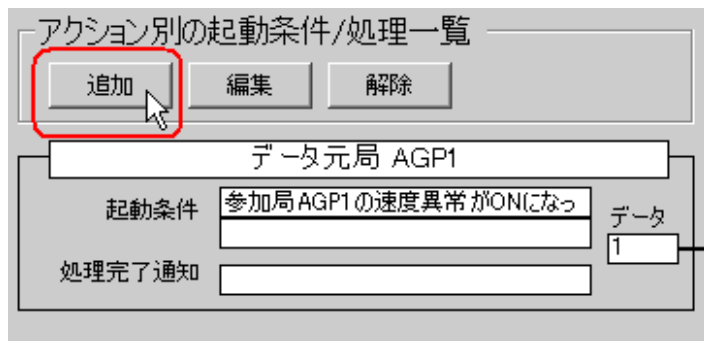 アクション別の起動条件/処理一覧
追加 編集 解除
データ元局 AGP1
起動条件 参加局AGP1の速度異常がONになっ
データ
1
処理完了通知